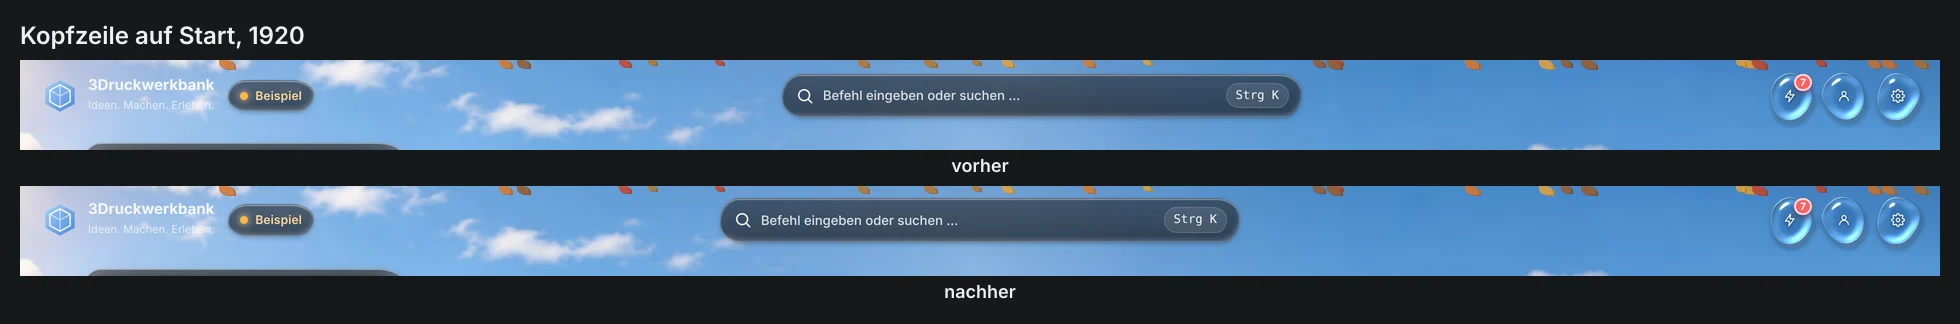 Kopfzeile auf Start, 1920
3Druckwerkbank
Ideen. Machen. Erleben.
Beispiel
Befehl eingeben oder suchen ...
Strg K
7
vorher
3Druckwerkbank
Ideen. Machen. Erleben.
Beispiel
Befehl eingeben oder suchen ...
Strg K
7
nachher